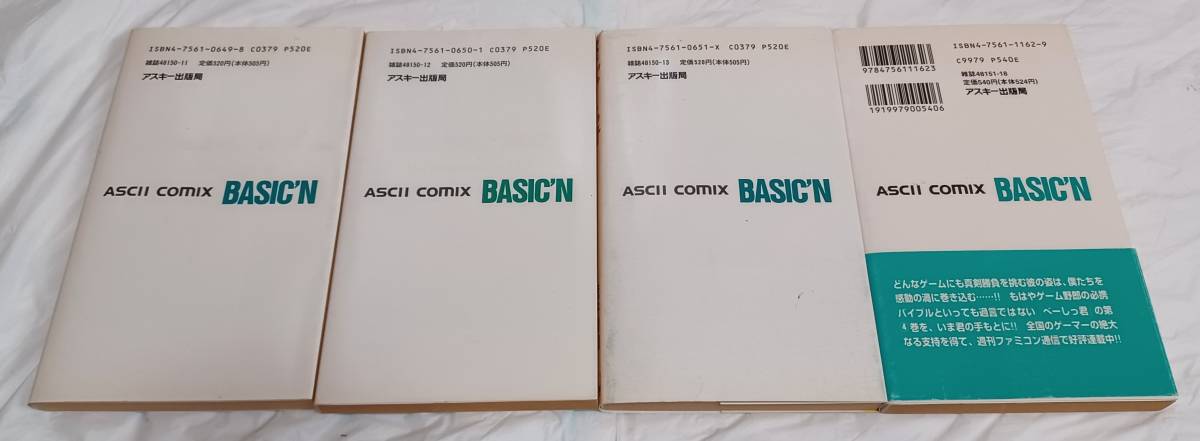 ISBN4-7561-0649-8 C0379 P520E
雑誌48150-11 定価520円(本体505円)
アスキー出版局
ASCII COMIX BASIC'N
ISBN4-7561-0650-1 C0379 P520E
雑誌48150-12 定価520円(本体505円)
アスキー出版局
ASCII COMIX BASIC'N
ISBN4-7561-0651-X C0379 P520E
雑誌48150-13 定価520円(本体505円)
アスキー出版局
ASCII COMIX BASIC'N
9784756111623
1919979005406
ISBN4-7561-1162-9
C9979 P540E
雑誌48151-18
定価540円(本体524円)
アスキー出版局
ASCII COMIX BASIC'N
どんなゲームにも真剣勝負を挑む彼の姿は、僕たちを
感動の渦に巻き込む……!! もはやゲーム野郎の必携
バイブルといっても過言ではない べーしっ君 の第
4巻を、いま君の手もとに!! 全国のゲーマーの絶大
なる支持を得て、週刊ファミコン通信で好評連載中!!